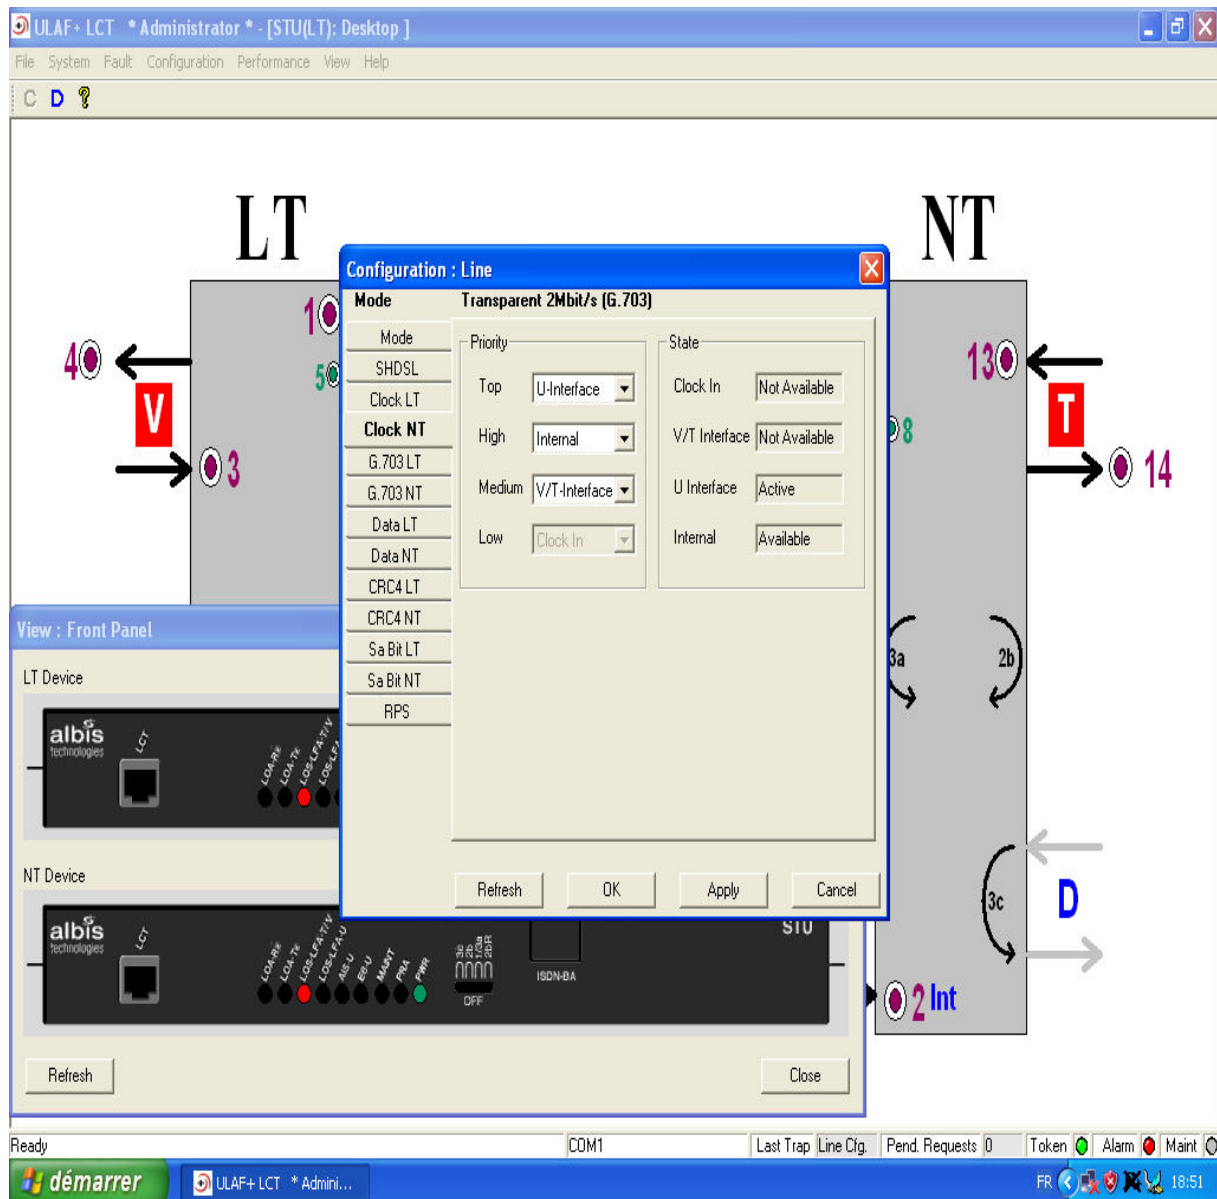 ULAF+ LCT * Administrator * - [STU(LT): Desktop ]
File System Fault Configuration Performance View Help
C D ?
LT
NT
1
4
5
V
3
13
T
8
14
3a
2b
3c
D
2 Int
Configuration : Line
Mode Transparent 2Mbit/s (G.703)
Mode
SHDSL
Clock LT
Clock NT
G.703 LT
G.703 NT
Data LT
Data NT
CRC4 LT
CRC4 NT
Sa Bit LT
Sa Bit NT
RPS
Priority
Top U-Interface
High Internal
Medium V/T-Interface
Low Clock In
State
Clock In Not Available
V/T Interface Not Available
U Interface Active
Internal Available
Refresh OK Apply Cancel
View : Front Panel
LT Device
albis
technologies
LCT
LOA-Rx
LOA-Tx
LOS-LFA-T/V
NT Device
albis
technologies
LCT
LOA-Rx
LOA-Tx
LOS-LFA-T/V
LOS-LFA-U
AIS-U
EB-U
MANT
PRA
PWR
3c
2b
1/3a
2bR
OFF
ISDN-BA
STU
Refresh Close
Ready COM1 Last Trap Line Cfg. Pend. Requests 0 Token Alarm Maint
démarrer ULAF+ LCT * Admini... FR 18:51